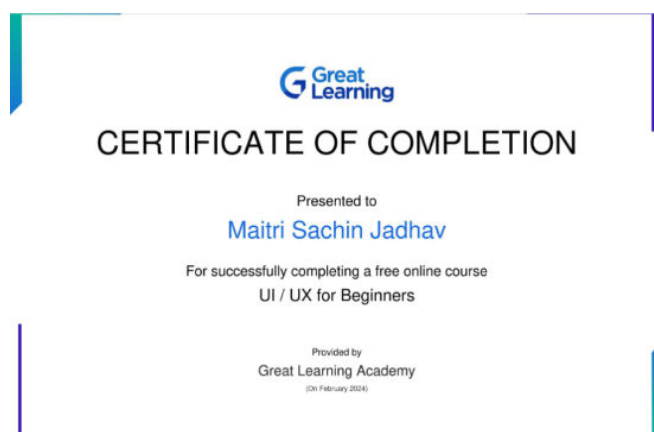 Great
Learning
CERTIFICATE OF COMPLETION
Presented to
Maitri Sachin Jadhav
For successfully completing a free online course
UI / UX for Beginners
Provided by
Great Learning Academy
(On February 2024)